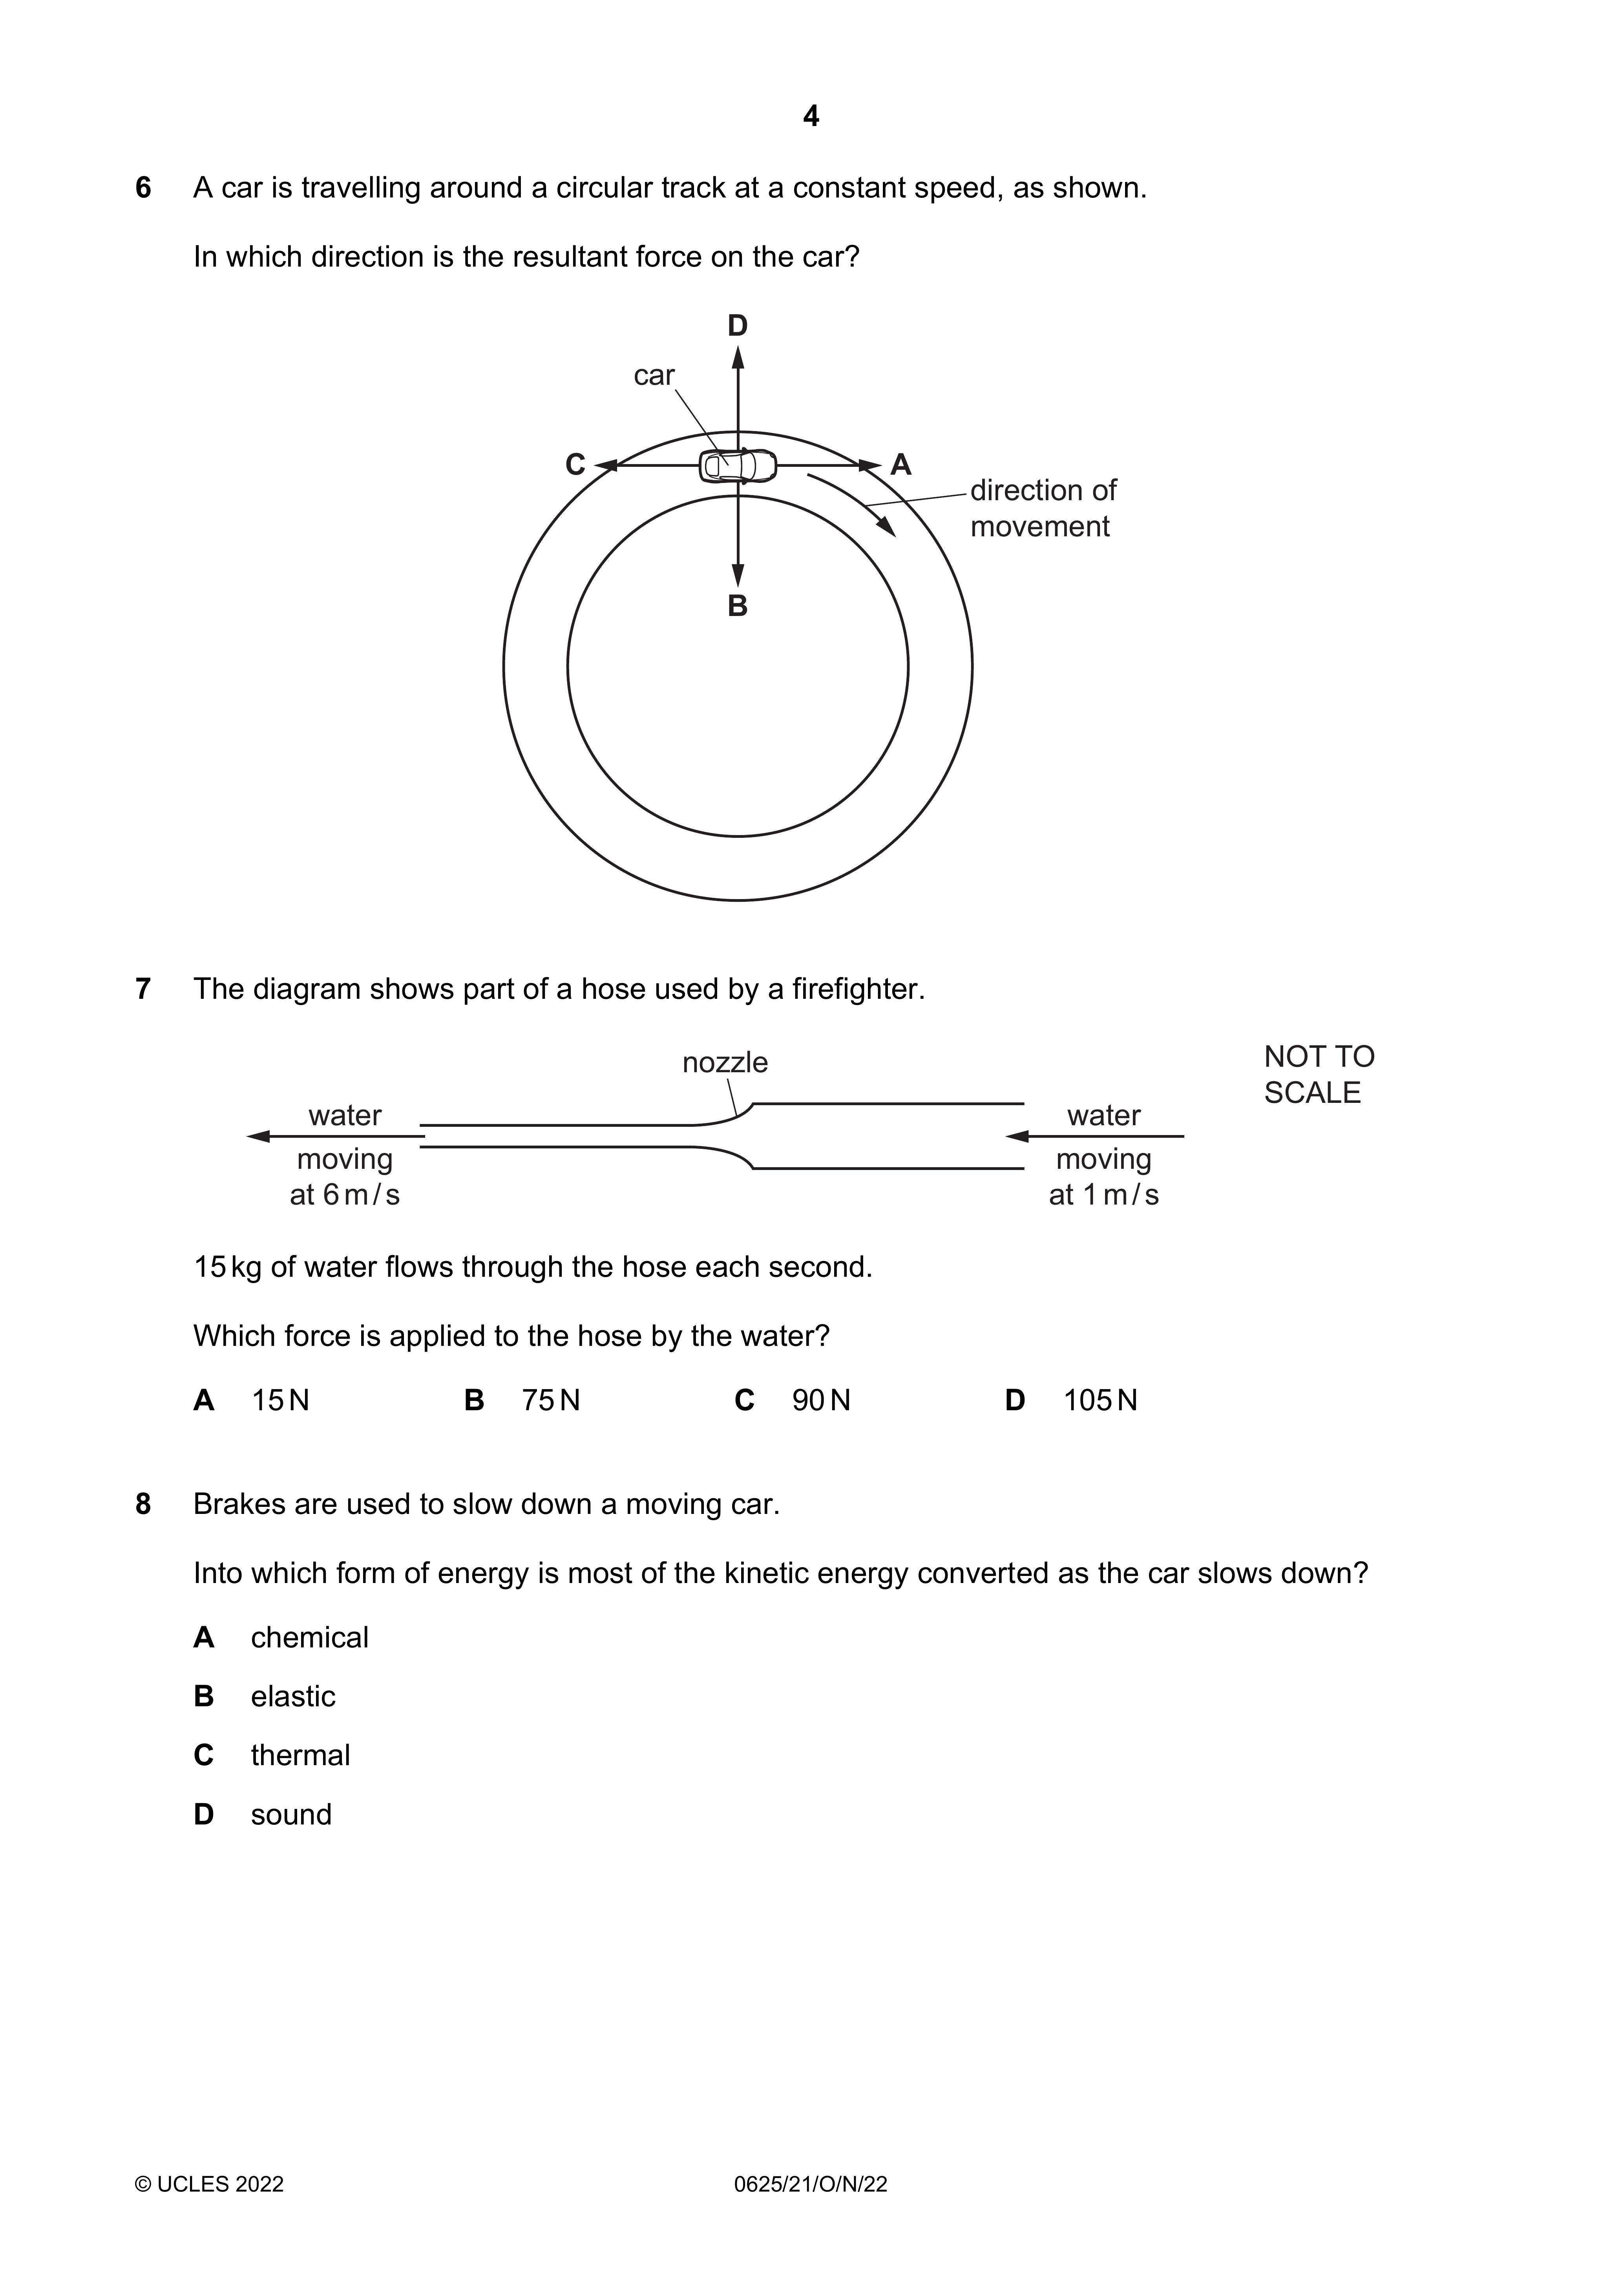 4
6 A car is travelling around a circular track at a constant speed, as shown.
In which direction is the resultant force on the car?
D
car
C
A
direction of
movement
B
7 The diagram shows part of a hose used by a firefighter.
nozzle
NOT TO
SCALE
water
moving
at 6 m / s
water
moving
at 1 m / s
15 kg of water flows through the hose each second.
Which force is applied to the hose by the water?
A 15 N B 75 N C 90 N D 105 N
8 Brakes are used to slow down a moving car.
Into which form of energy is most of the kinetic energy converted as the car slows down?
A chemical
B elastic
C thermal
D sound
© UCLES 2022 0625/21/O/N/22